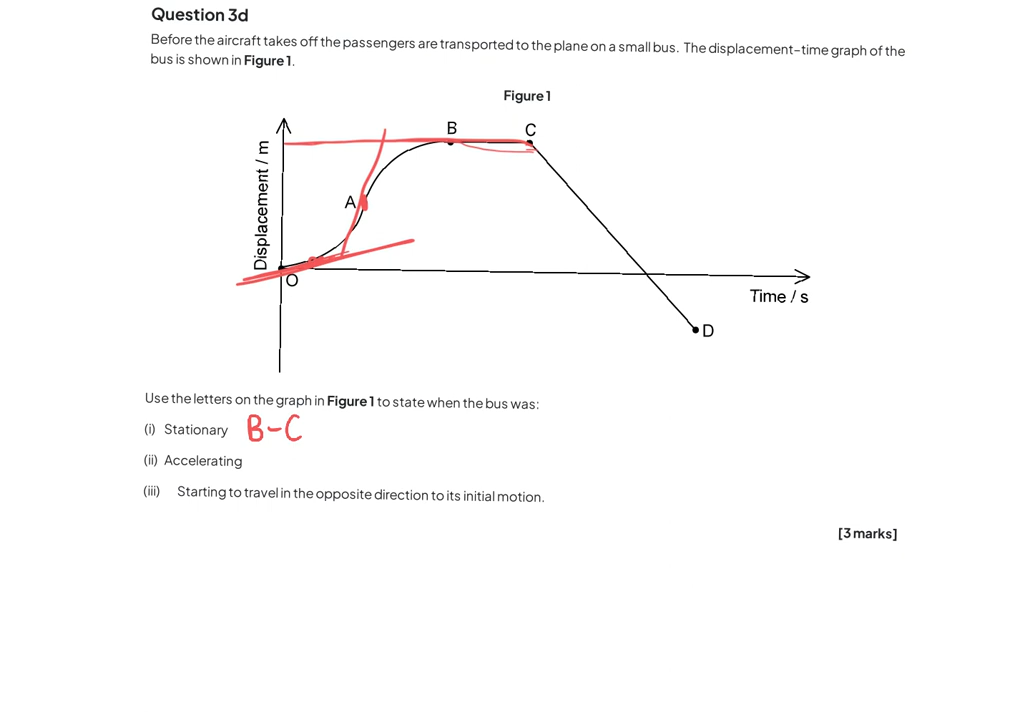 Question 3d
Before the aircraft takes off the passengers are transported to the plane on a small bus. The displacement-time graph of the
bus is shown in Figure 1.
Figure 1
B
C
Displacement / m
A
O
Time / s
D
Use the letters on the graph in Figure 1 to state when the bus was:
(i) Stationary B-C
(ii) Accelerating
(iii) Starting to travel in the opposite direction to its initial motion.
[3 marks]